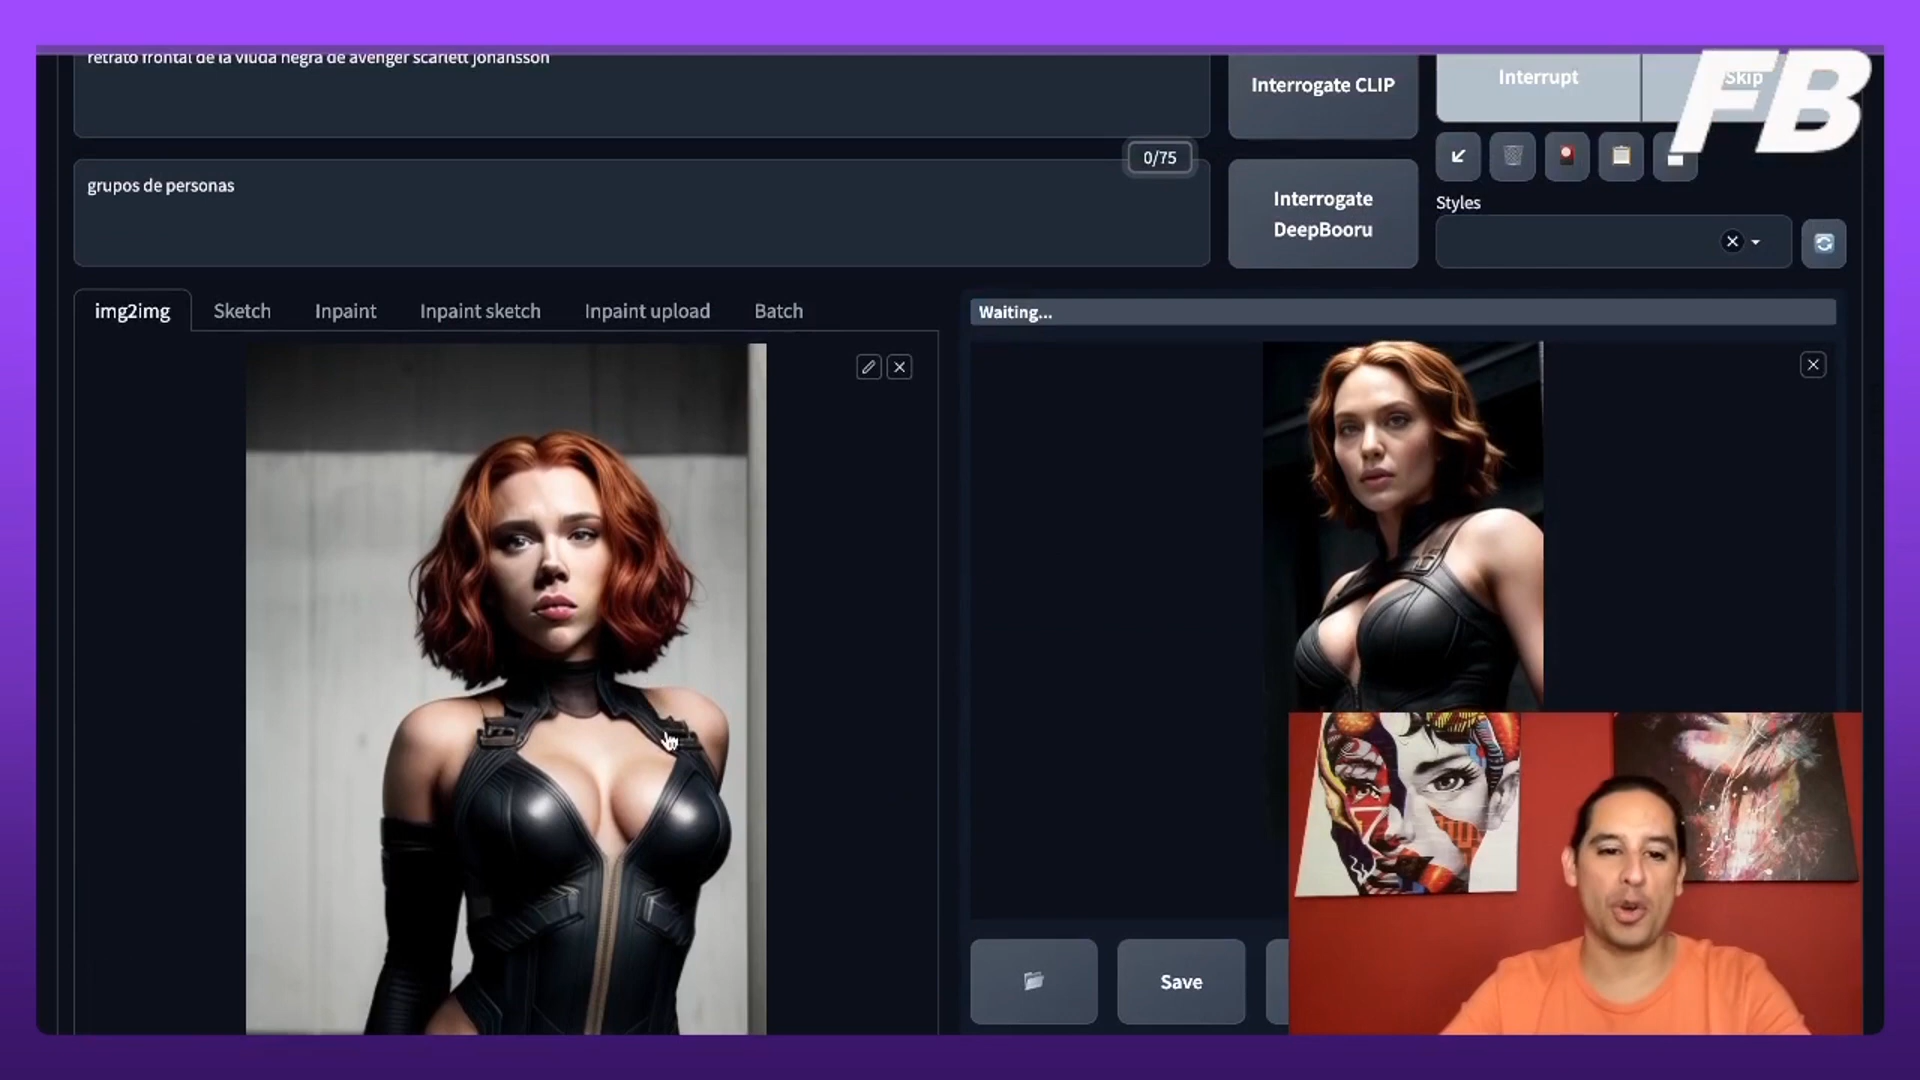 retrato frontal de la viuda negra de avenger scarlett johansson
Interrogate CLIP
Interrupt
Skip
FB
0/75
grupos de personas
Interrogate
DeepBooru
Styles
img2img
Sketch
Inpaint
Inpaint sketch
Inpaint upload
Batch
Waiting...
Save